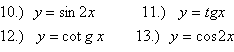 10.) y = sin 2x 11.) y = tgx
12.) y = cot g x 13.) y = cos2x